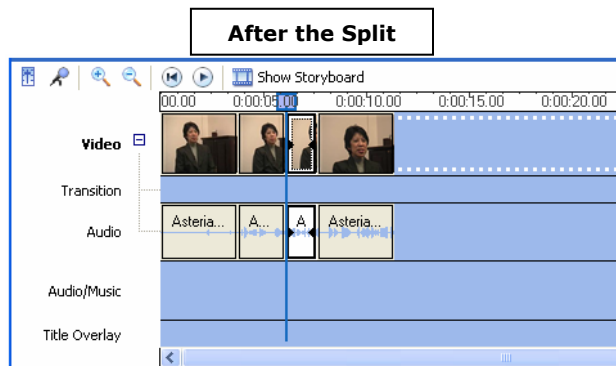 After the Split
Show Storyboard
00.00 0:00:05.00 0:00:10.00 0:00:15.00 0:00:20.00
Video
Transition
Audio
Asteria... A... A Asteria...
Audio/Music
Title Overlay